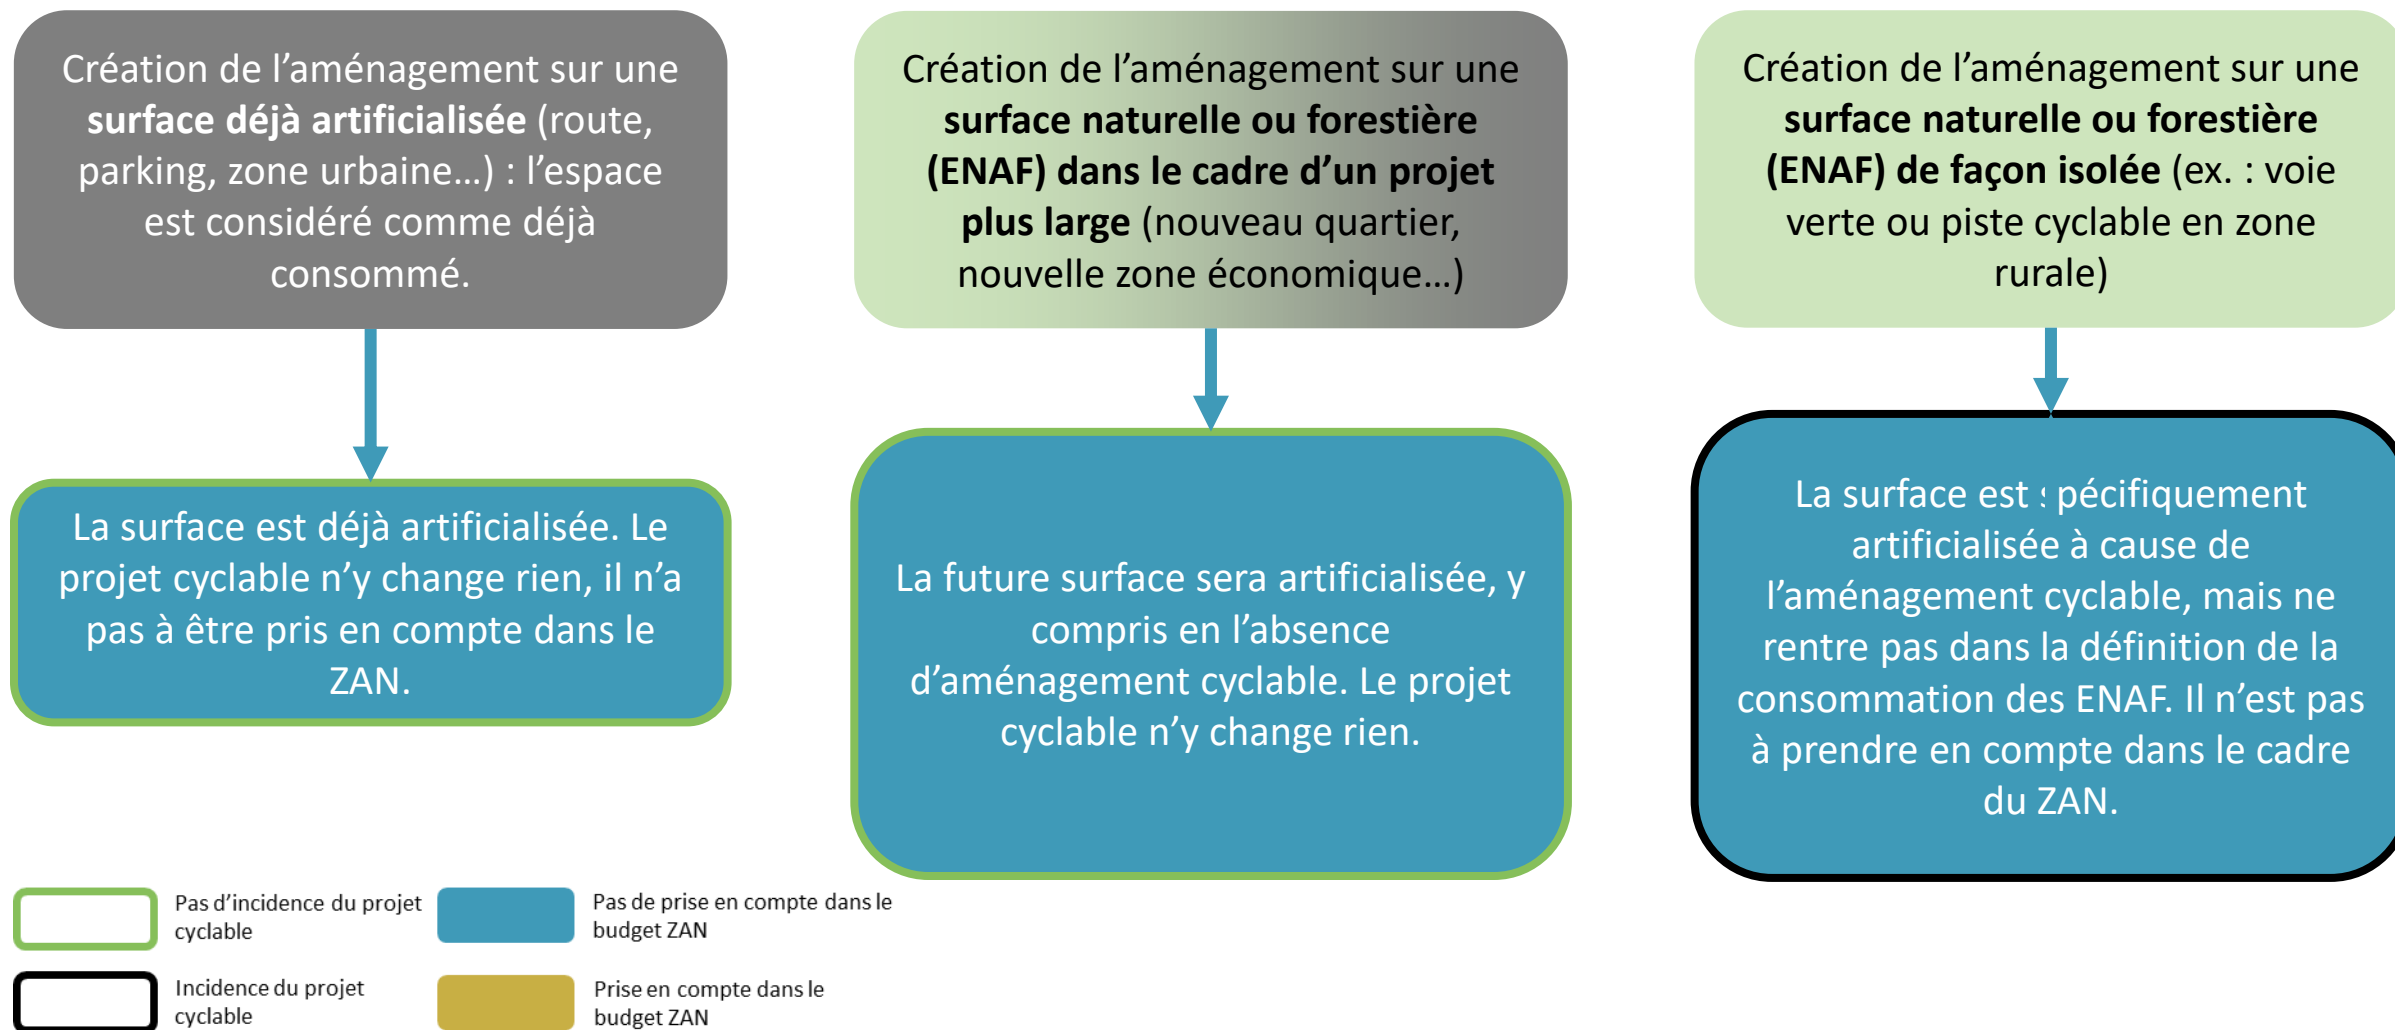 Création de l’aménagement sur une
surface déjà artificialisée (route,
parking, zone urbaine…) : l’espace
est considéré comme déjà
consommé.
Création de l’aménagement sur une
surface naturelle ou forestière
(ENAF) dans le cadre d’un projet
plus large (nouveau quartier,
nouvelle zone économique…)
Création de l’aménagement sur une
surface naturelle ou forestière
(ENAF) de façon isolée (ex. : voie
verte ou piste cyclable en zone
rurale)
La surface est déjà artificialisée. Le
projet cyclable n’y change rien, il n’a
pas à être pris en compte dans le
ZAN.
La future surface sera artificialisée, y
compris en l’absence
d’aménagement cyclable. Le projet
cyclable n’y change rien.
La surface est spécifiquement
artificialisée à cause de
l’aménagement cyclable, mais ne
rentre pas dans la définition de la
consommation des ENAF. Il n’est pas
à prendre en compte dans le cadre
du ZAN.
Pas d’incidence du projet
cyclable
Pas de prise en compte dans le
budget ZAN
Incidence du projet
cyclable
Prise en compte dans le
budget ZAN